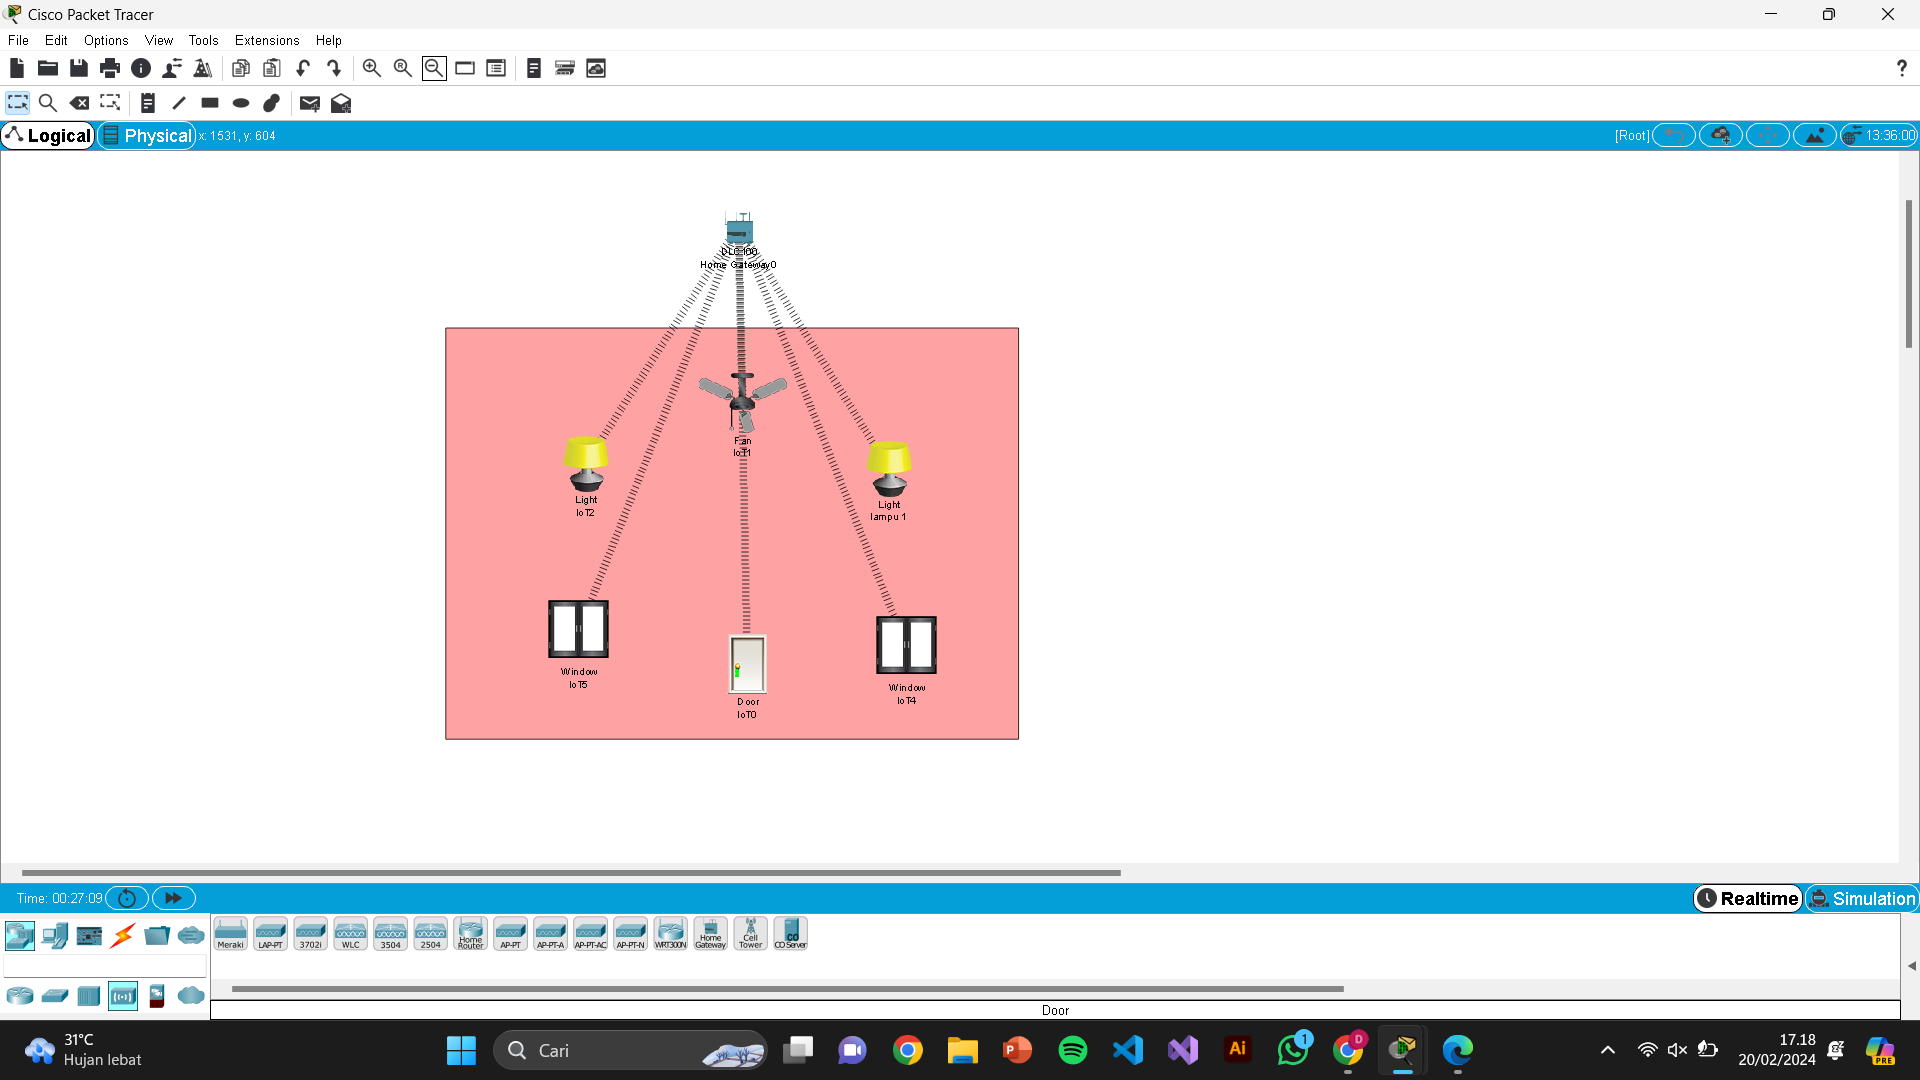 Cisco Packet Tracer
File Edit Options View Tools Extensions Help
Logical Physical x: 1531, y: 604 [Root] 13:36:00
DLC100
Home Gateway0
Fan
IoT1
Light
IoT2
Light
lampu 1
Window
IoT5
Door
IoT0
Window
IoT4
Time: 00:27:09 Realtime Simulation
Meraki LAP-PT 3702i WLC 3504 2504 Home Router AP-PT AP-PT-A AP-PT-AC AP-PT-N WRT300N Home Gateway Cell Tower CO Server
Door
31°C
Hujan lebat
Cari
Ai
1
D
17.18
20/02/2024
PRE